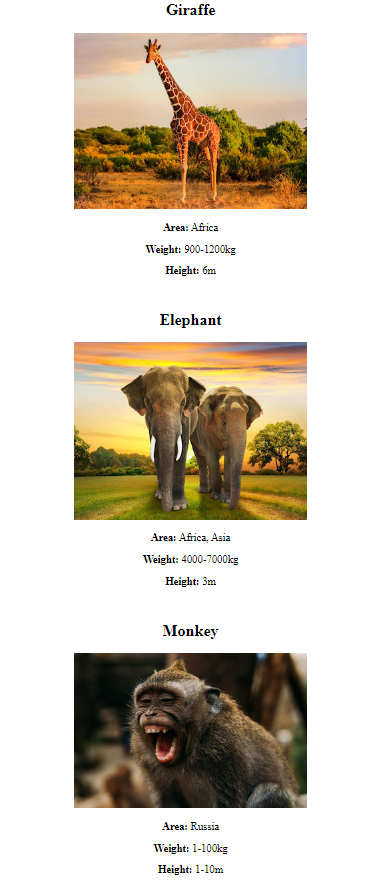 Giraffe
Area: Africa
Weight: 900-1200kg
Height: 6m
Elephant
Area: Africa, Asia
Weight: 4000-7000kg
Height: 3m
Monkey
Area: Russia
Weight: 1-100kg
Height: 1-10m